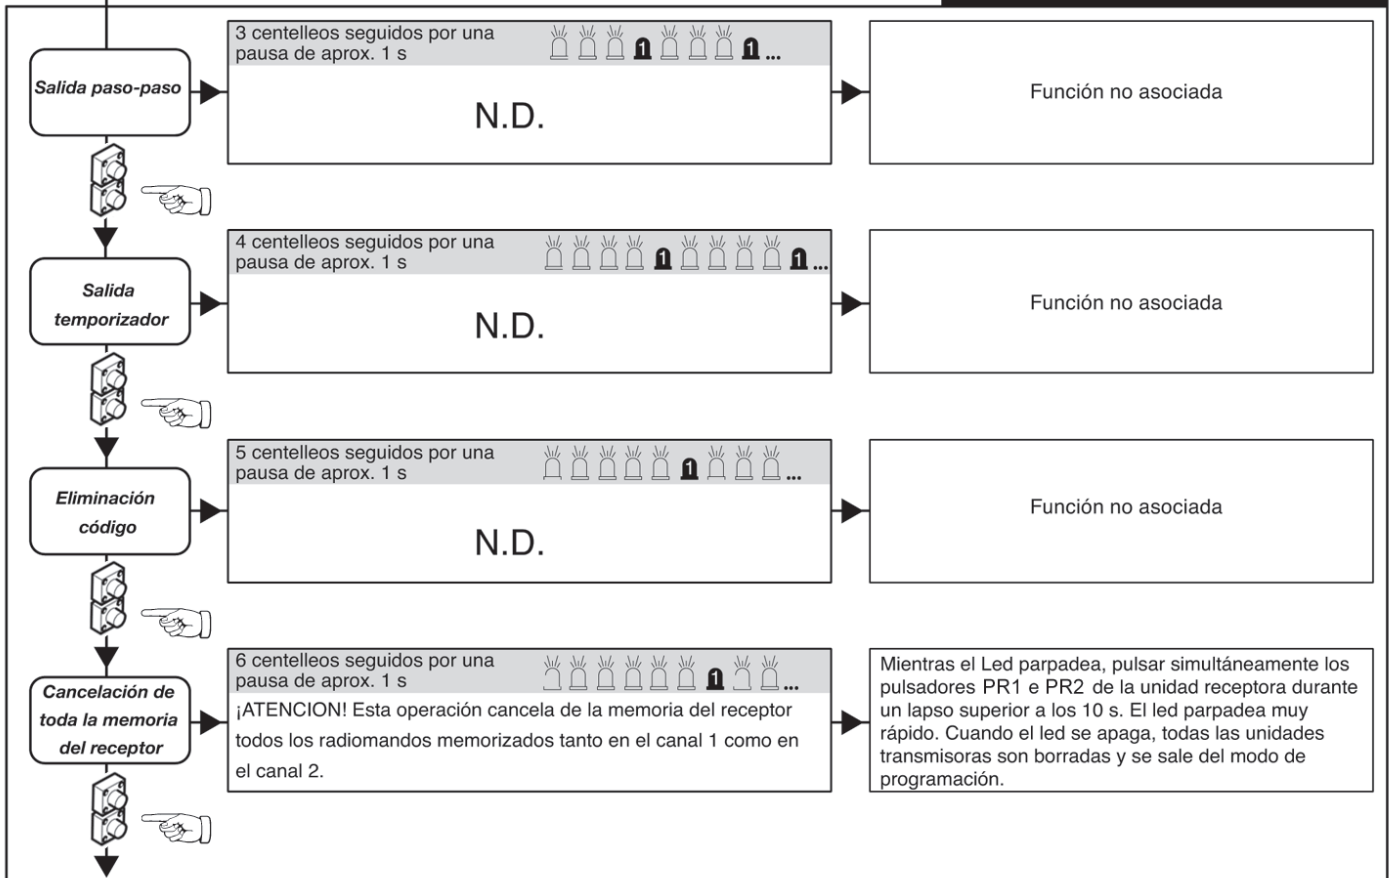 Salida paso-paso
3 centelleos seguidos por una
pausa de aprox. 1 s
1 1 ...
N.D.
Función no asociada
Salida
temporizador
4 centelleos seguidos por una
pausa de aprox. 1 s
1 1 ...
N.D.
Función no asociada
Eliminación
código
5 centelleos seguidos por una
pausa de aprox. 1 s
1 ...
N.D.
Función no asociada
Cancelación de
toda la memoria
del receptor
6 centelleos seguidos por una
pausa de aprox. 1 s
1 ...
¡ATENCION! Esta operación cancela de la memoria del receptor
todos los radiomandos memorizados tanto en el canal 1 como en
el canal 2.
Mientras el Led parpadea, pulsar simultáneamente los
pulsadores PR1 e PR2 de la unidad receptora durante
un lapso superior a los 10 s. El led parpadea muy
rápido. Cuando el led se apaga, todas las unidades
transmisoras son borradas y se sale del modo de
programación.